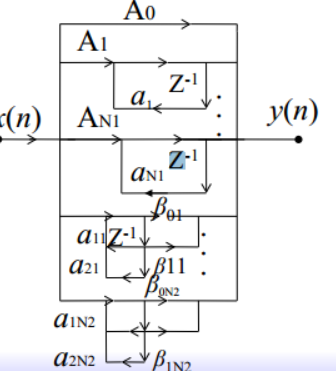 A0
A1
Z-1
a1
x(n) AN1 y(n)
Z-1
aN1
β01
a11 Z-1
a21 β11
β0N2
a1N2
a2N2 β1N2